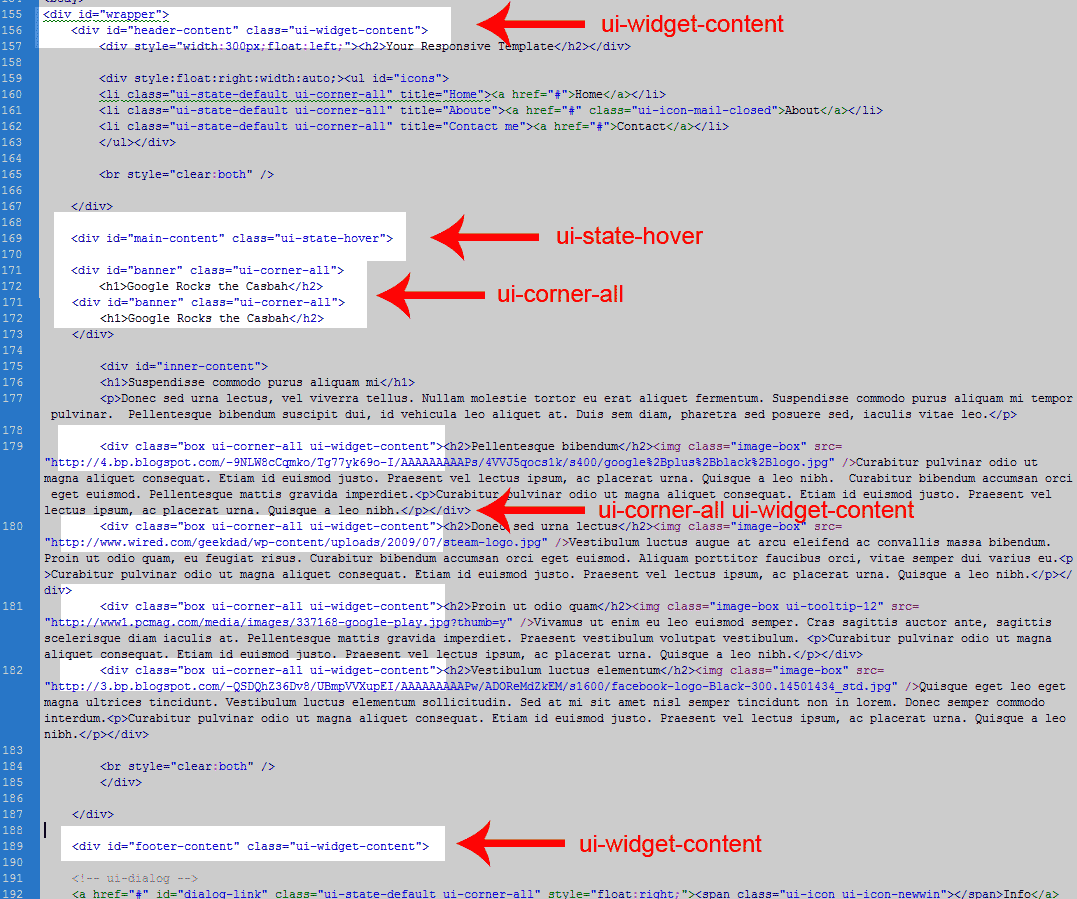 155 <div id="wrapper">
ui-widget-content
156 <div id="header-content" class="ui-widget-content">
157 <div style="width:300px;float:left;"><h2>Your Responsive Template</h2></div>
158
159 <div style:float:right:width:auto;><ul id="icons">
160 <li class="ui-state-default ui-corner-all" title="Home"><a href="#">Home</a></li>
161 <li class="ui-state-default ui-corner-all" title="Aboute"><a href="#" class="ui-icon-mail-closed">About</a></li>
162 <li class="ui-state-default ui-corner-all" title="Contact me"><a href="#">Contact</a></li>
163 </ul></div>
164
165 <br style="clear:both" />
166
167 </div>
168
169 <div id="main-content" class="ui-state-hover">
ui-state-hover
170
171 <div id="banner" class="ui-corner-all">
172 <h1>Google Rocks the Casbah</h2>
ui-corner-all
171 <div id="banner" class="ui-corner-all">
172 <h1>Google Rocks the Casbah</h2>
173 </div>
174
175 <div id="inner-content">
176 <h1>Suspendisse commodo purus aliquam mi</h1>
177 <p>Donec sed urna lectus, vel viverra tellus. Nullam molestie tortor eu erat aliquet fermentum. Suspendisse commodo purus aliquam mi tempor
pulvinar.  Pellentesque bibendum suscipit dui, id vehicula leo aliquet at. Duis sem diam, pharetra sed posuere sed, iaculis vitae leo.</p>
178
179 <div class="box ui-corner-all ui-widget-content"><h2>Pellentesque bibendum</h2><img class="image-box" src=
"http://4.bp.blogspot.com/-9NLW8cCqmko/Tg77yk69o-I/AAAAAAAAAPs/4VVJ5qocs1k/s400/google%2Bplus%2Bblack%2Blogo.jpg" />Curabitur pulvinar odio ut
magna aliquet consequat. Etiam id euismod justo. Praesent vel lectus ipsum, ac placerat urna. Quisque a leo nibh.  Curabitur bibendum accumsan orci
eget euismod. Pellentesque mattis gravida imperdiet.<p>Curabitur pulvinar odio ut magna aliquet consequat. Etiam id euismod justo. Praesent vel
lectus ipsum, ac placerat urna. Quisque a leo nibh.</p></div>
ui-corner-all ui-widget-content
180 <div class="box ui-corner-all ui-widget-content"><h2>Donec sed urna lectus</h2><img class="image-box" src=
"http://www.wired.com/geekdad/wp-content/uploads/2009/07/steam-logo.jpg" />Vestibulum luctus augue at arcu eleifend ac convallis massa bibendum.
Proin ut odio quam, eu feugiat risus. Curabitur bibendum accumsan orci eget euismod. Aliquam porttitor faucibus orci, vitae semper dui varius eu.<p
>Curabitur pulvinar odio ut magna aliquet consequat. Etiam id euismod justo. Praesent vel lectus ipsum, ac placerat urna. Quisque a leo nibh.</p></
div>
181 <div class="box ui-corner-all ui-widget-content"><h2>Proin ut odio quam</h2><img class="image-box ui-tooltip-12" src=
"http://www1.pcmag.com/media/images/337168-google-play.jpg?thumb=y" />Vivamus ut enim eu leo euismod semper. Cras sagittis auctor ante, sagittis
scelerisque diam iaculis at. Pellentesque mattis gravida imperdiet. Praesent vestibulum volutpat vestibulum. <p>Curabitur pulvinar odio ut magna
aliquet consequat. Etiam id euismod justo. Praesent vel lectus ipsum, ac placerat urna. Quisque a leo nibh.</p></div>
182 <div class="box ui-corner-all ui-widget-content"><h2>Vestibulum luctus elementum</h2><img class="image-box" src=
"http://3.bp.blogspot.com/-QSDQhZ36Dv8/UBmpVVXupEI/AAAAAAAAAPw/ADOReMdZkEM/s1600/facebook-logo-Black-300.14501434_std.jpg" />Quisque eget leo eget
magna ultrices tincidunt. Vestibulum luctus elementum sollicitudin. Sed at mi sit amet nisl semper tincidunt non in lorem. Donec semper commodo
interdum.<p>Curabitur pulvinar odio ut magna aliquet consequat. Etiam id euismod justo. Praesent vel lectus ipsum, ac placerat urna. Quisque a leo
nibh.</p></div>
183
184 <br style="clear:both" />
185 </div>
186
187 </div>
188
189 <div id="footer-content" class="ui-widget-content">
ui-widget-content
190
191 <!-- ui-dialog -->
192 <a href="#" id="dialog-link" class="ui-state-default ui-corner-all" style="float:right;"><span class="ui-icon ui-icon-newwin"></span>Info</a>